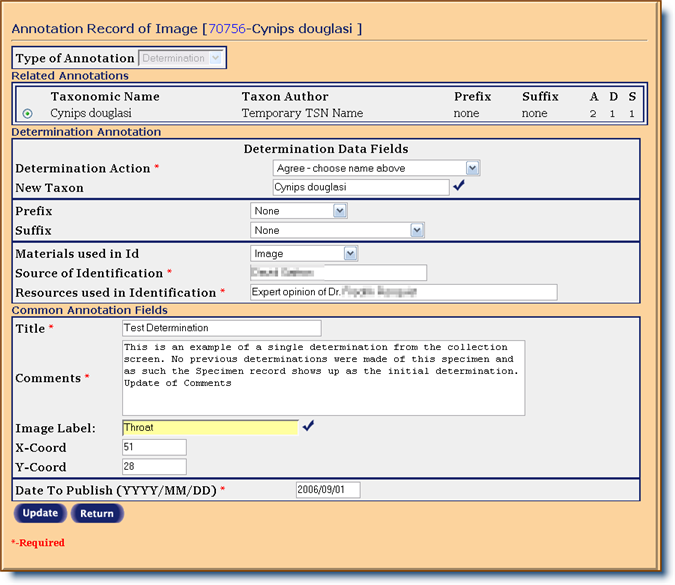 Annotation Record of Image [70756-Cynips douglasi ]
Type of Annotation Determination
Related Annotations
Taxonomic Name Taxon Author Prefix Suffix A D S
Cynips douglasi Temporary TSN Name none none 2 1 1
Determination Annotation
Determination Data Fields
Determination Action * Agree - choose name above
New Taxon Cynips douglasi
Prefix None
Suffix None
Materials used in Id Image
Source of Identification *
Resources used in Identification * Expert opinion of Dr.
Common Annotation Fields
Title * Test Determination
This is an example of a single determination from the collection
screen. No previous determinations were made of this specimen and
Comments * as such the Specimen record shows up as the initial determination.
Update of Comments
Image Label: Throat
X-Coord 51
Y-Coord 28
Date To Publish (YYYY/MM/DD) * 2006/09/01
Update Return
*-Required